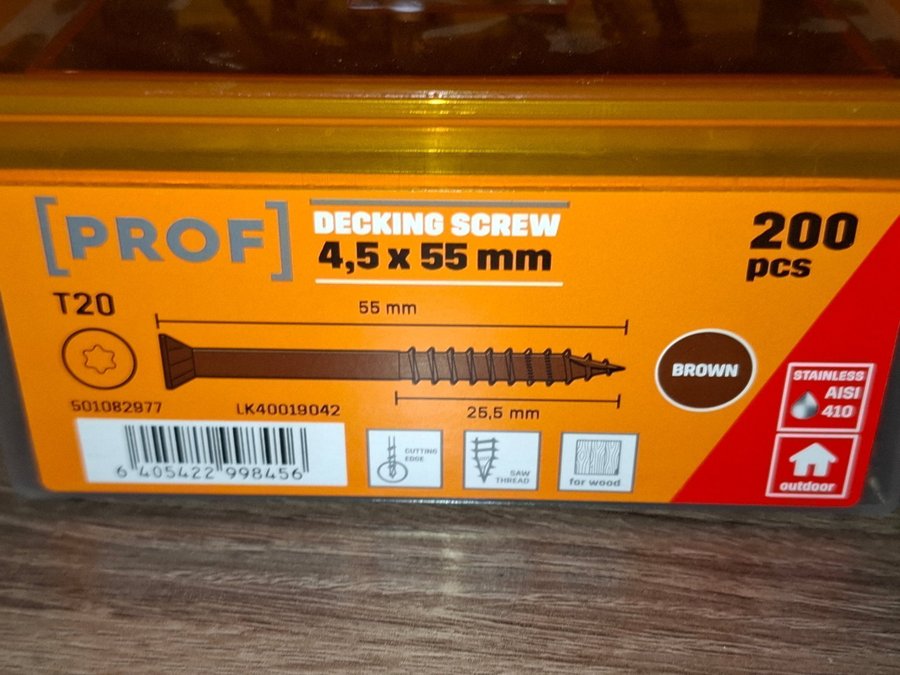 [PROF]
DECKING SCREW
4,5 x 55 mm
200
pcs
T20
55 mm
BROWN
25,5 mm
501082977
LK40019042
6 405422 998456
CUTTING
EDGE
SAW
THREAD
for wood
STAINLESS
AISI
410
outdoor